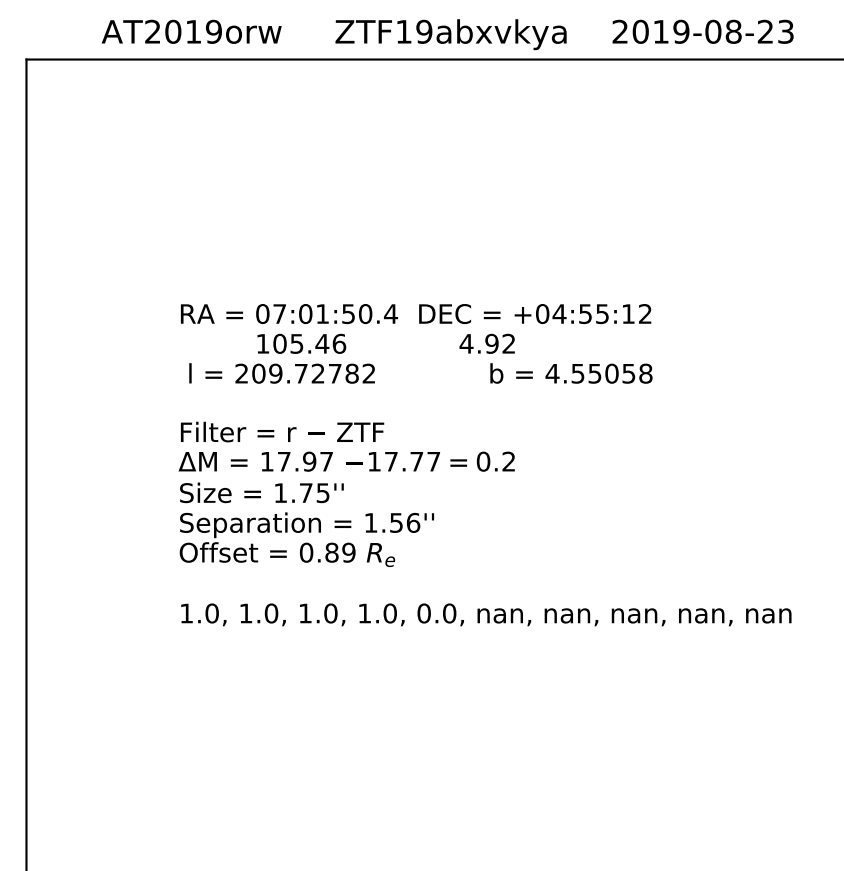 AT2019orw ZTF19abxvkya 2019-08-23
RA = 07:01:50.4 DEC = +04:55:12
105.46 4.92
l = 209.72782 b = 4.55058
Filter = r − ZTF
ΔM = 17.97 −17.77 = 0.2
Size = 1.75''
Separation = 1.56''
Offset = 0.89 Re
1.0, 1.0, 1.0, 1.0, 0.0, nan, nan, nan, nan, nan